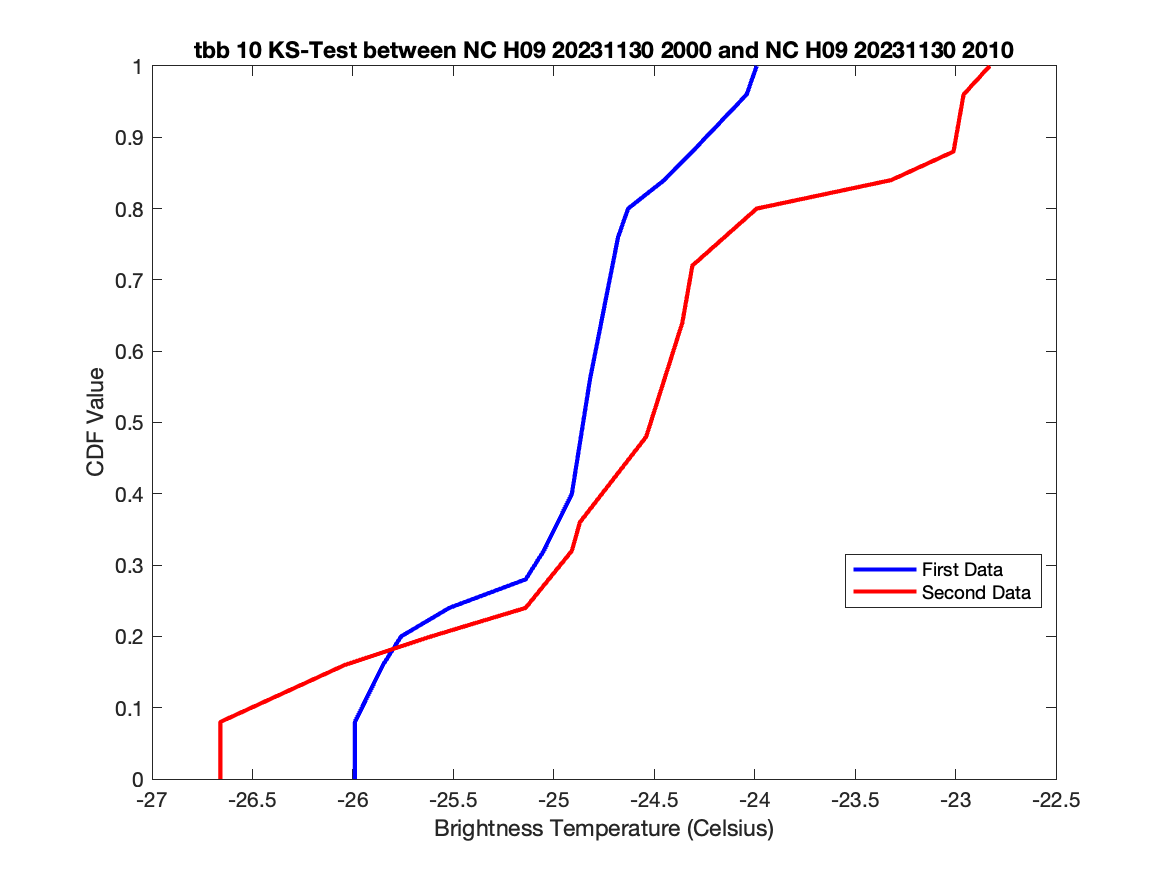 tbb 10 KS-Test between NC H09 20231130 2000 and NC H09 20231130 2010
1
0.9
0.8
0.7
0.6
0.5
0.4
0.3
0.2
0.1
0
CDF Value
First Data
Second Data
-27 -26.5 -26 -25.5 -25 -24.5 -24 -23.5 -23 -22.5
Brightness Temperature (Celsius)